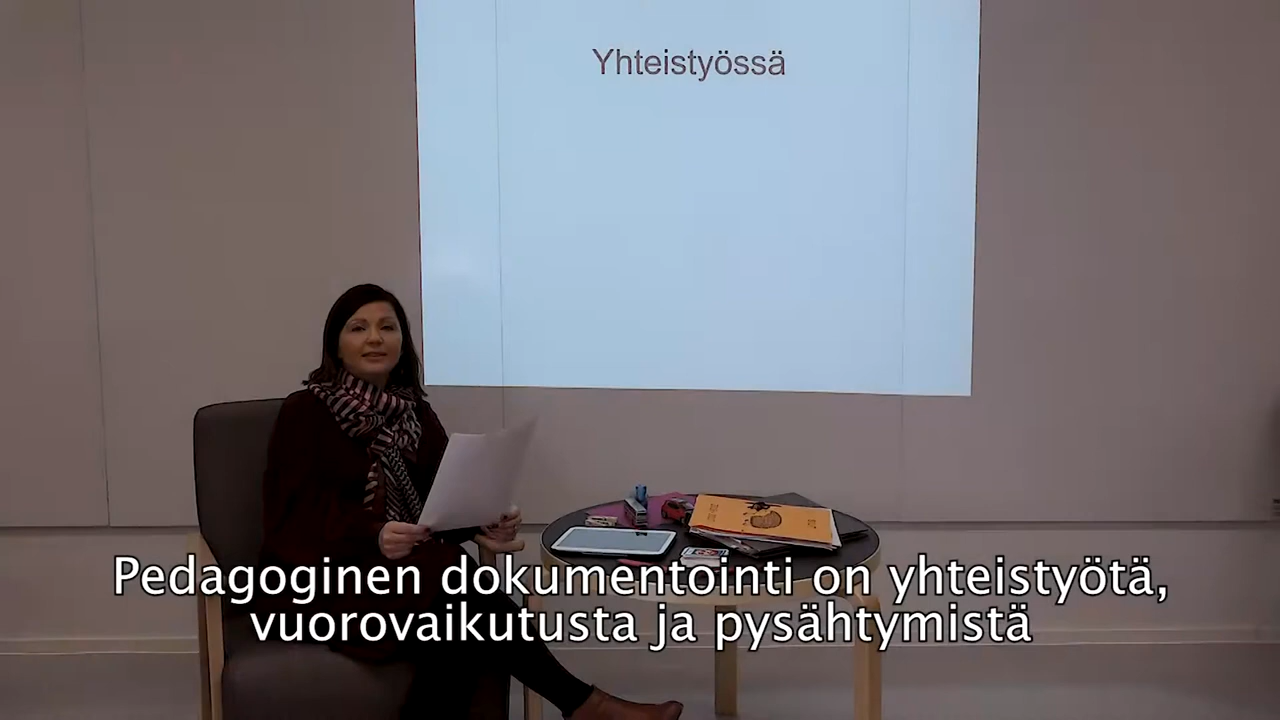 Yhteistyössä
Pedagoginen dokumentointi on yhteistyötä,
vuorovaikutusta ja pysähtymistä